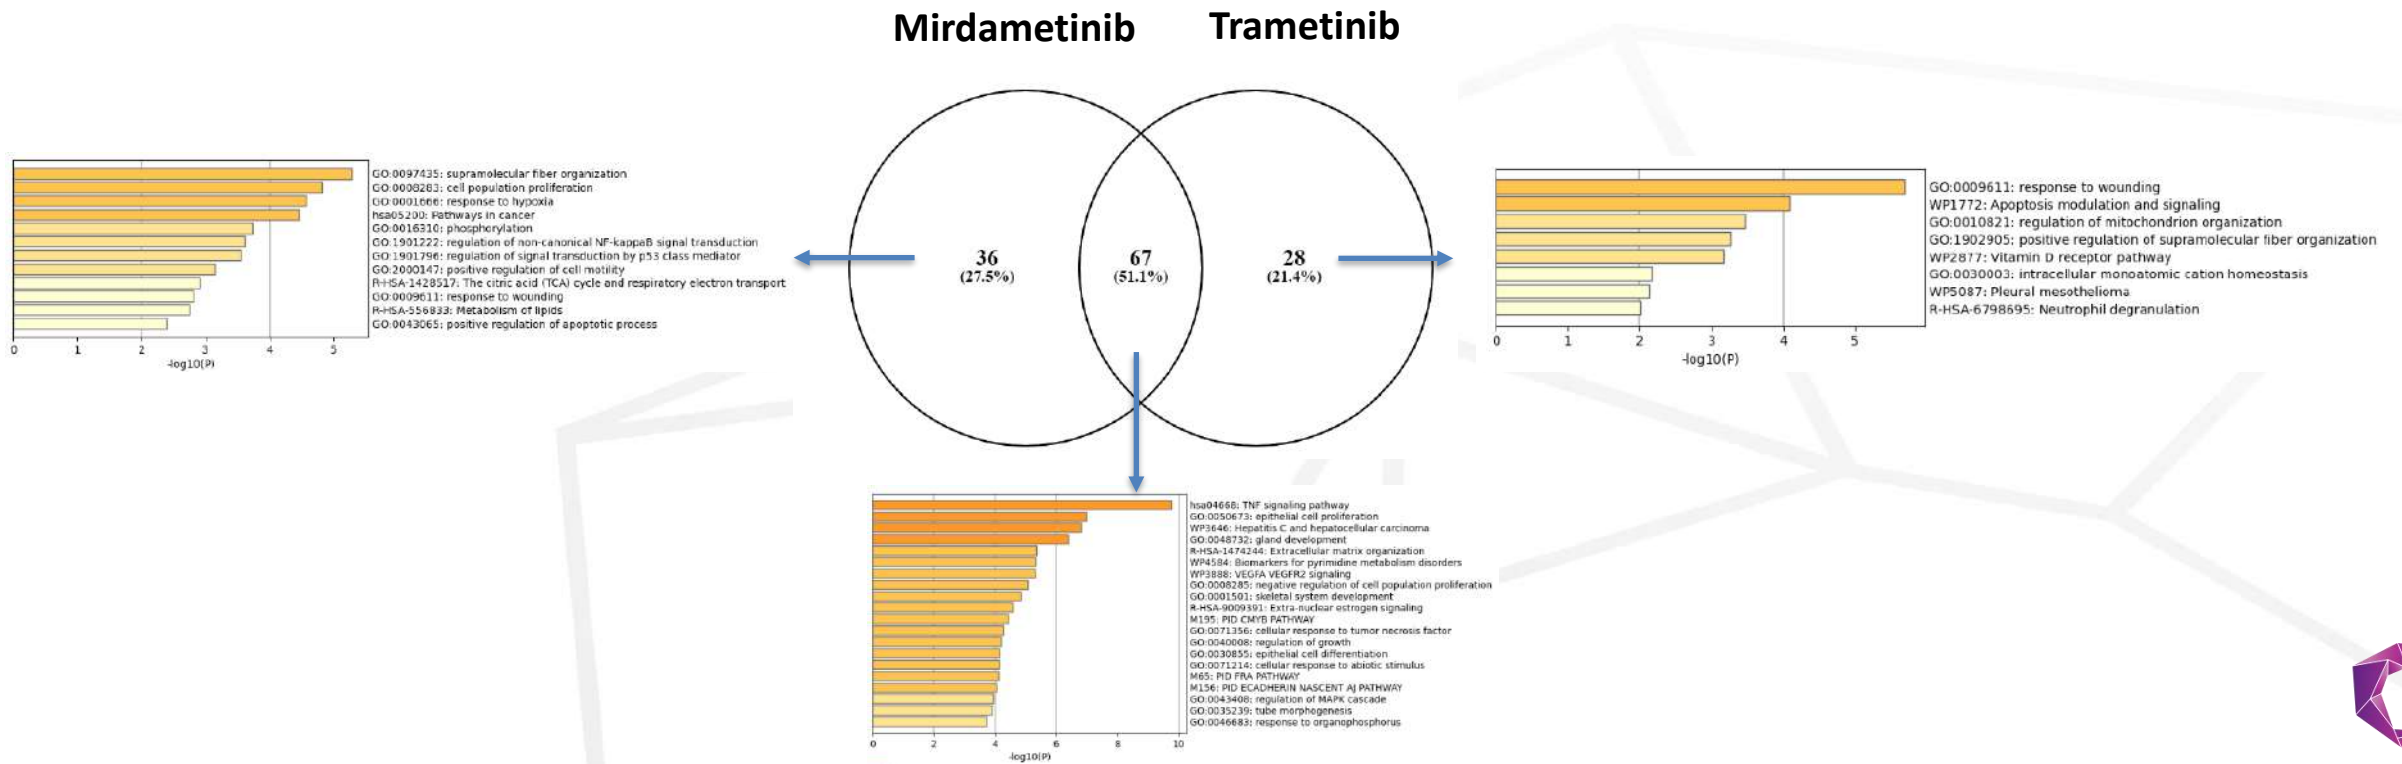 Mirdametinib Trametinib
GO:0097435: supramolecular fiber organization
GO:0008283: cell population proliferation
GO:0001666: response to hypoxia
hsa05200: Pathways in cancer
GO:0016310: phosphorylation
GO:1901222: regulation of non-canonical NF-kappaB signal transduction
GO:1901796: regulation of signal transduction by p53 class mediator
GO:2000147: positive regulation of cell motility
R-HSA-1428517: The citric acid (TCA) cycle and respiratory electron transport
GO:0009611: response to wounding
R-HSA-556833: Metabolism of lipids
GO:0043065: positive regulation of apoptotic process
0 1 2 3 4 5
-log10(P)
36
(27.5%)
67
(51.1%)
28
(21.4%)
GO:0009611: response to wounding
WP1772: Apoptosis modulation and signaling
GO:0010821: regulation of mitochondrion organization
GO:1902905: positive regulation of supramolecular fiber organization
WP2877: Vitamin D receptor pathway
GO:0030003: intracellular monoatomic cation homeostasis
WP5087: Pleural mesothelioma
R-HSA-6798695: Neutrophil degranulation
0 1 2 3 4 5
-log10(P)
hsa04668: TNF signaling pathway
GO:0050673: epithelial cell proliferation
WP3646: Hepatitis C and hepatocellular carcinoma
GO:0048732: gland development
R-HSA-1474244: Extracellular matrix organization
WP4584: Biomarkers for pyrimidine metabolism disorders
WP3888: VEGFA VEGFR2 signaling
GO:0008285: negative regulation of cell population proliferation
GO:0001501: skeletal system development
R-HSA-9009391: Extra-nuclear estrogen signaling
M195: PID CMYB PATHWAY
GO:0071356: cellular response to tumor necrosis factor
GO:0040008: regulation of growth
GO:0030855: epithelial cell differentiation
GO:0071214: cellular response to abiotic stimulus
M65: PID FRA PATHWAY
M156: PID ECADHERIN NASCENT AJ PATHWAY
GO:0043408: regulation of MAPK cascade
GO:0035239: tube morphogenesis
GO:0046683: response to organophosphorus
0 2 4 6 8 10
-log10(P)